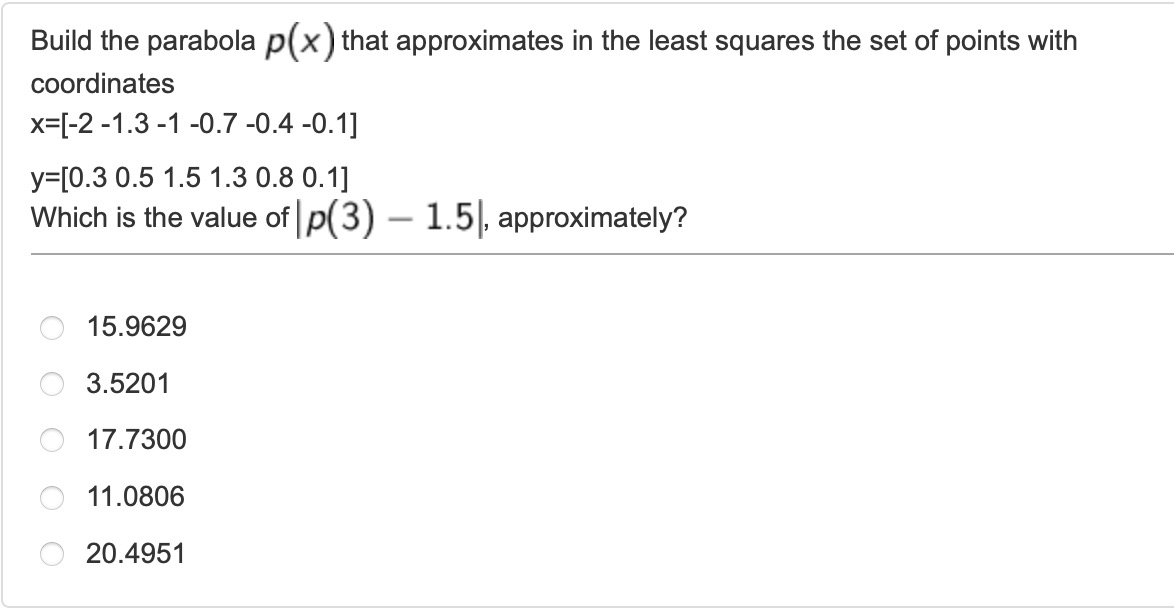 Build the parabola p(x) that approximates in the least squares the set of points with
coordinates
x=[-2 -1.3 -1 -0.7 -0.4 -0.1]
y=[0.3 0.5 1.5 1.3 0.8 0.1]
Which is the value of |p(3) – 1.5|, approximately?
15.9629
3.5201
17.7300
11.0806
20.4951